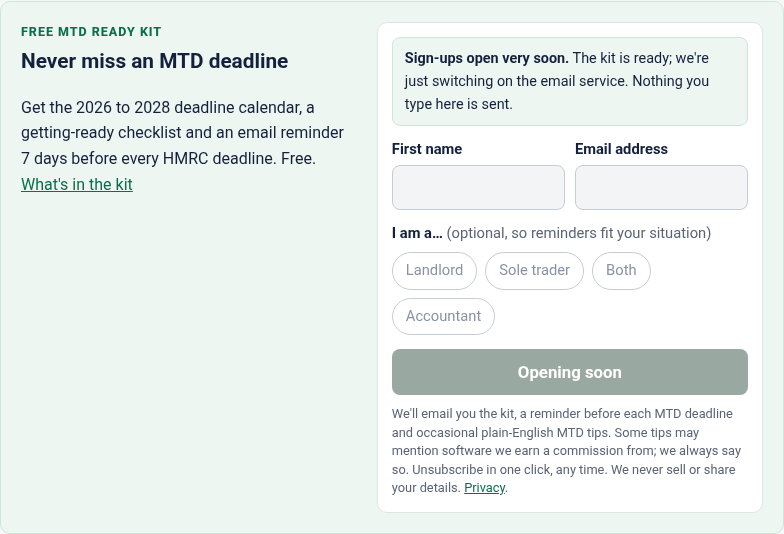 FREE MTD READY KIT
Never miss an MTD deadline
Get the 2026 to 2028 deadline calendar, a
getting-ready checklist and an email reminder
7 days before every HMRC deadline. Free.
What's in the kit
Sign-ups open very soon. The kit is ready; we're
just switching on the email service. Nothing you
type here is sent.
First name
Email address
I am a… (optional, so reminders fit your situation)
Landlord
Sole trader
Both
Accountant
Opening soon
We'll email you the kit, a reminder before each MTD deadline
and occasional plain-English MTD tips. Some tips may
mention software we earn a commission from; we always say
so. Unsubscribe in one click, any time. We never sell or share
your details. Privacy.